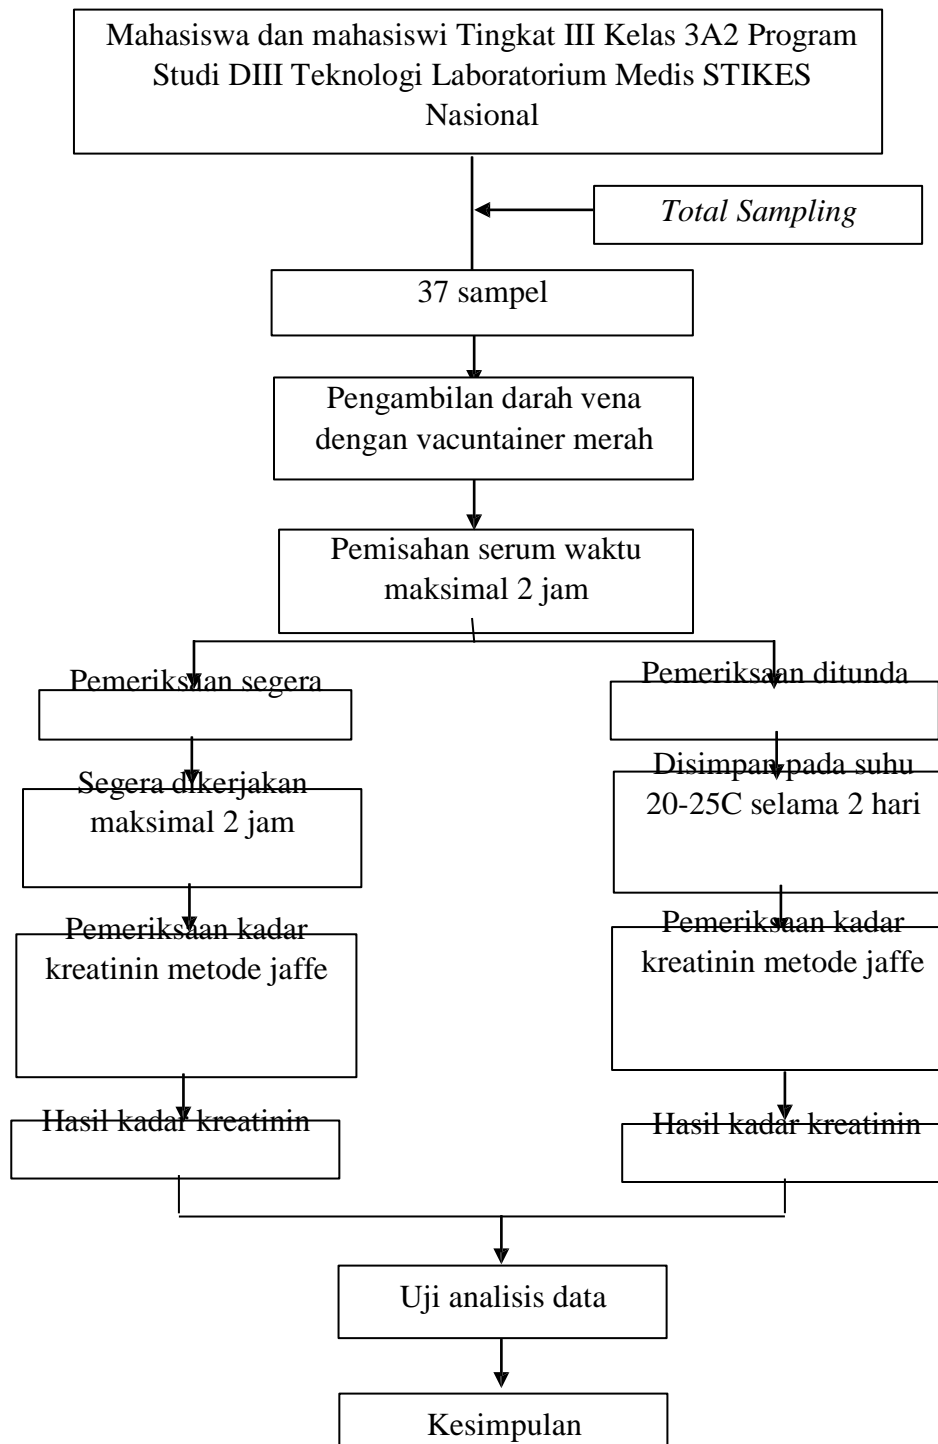 Mahasiswa dan mahasiswi Tingkat III Kelas 3A2 Program
Studi DIII Teknologi Laboratorium Medis STIKES
Nasional
Total Sampling
37 sampel
Pengambilan darah vena
dengan vacuntainer merah
Pemisahan serum waktu
maksimal 2 jam
Pemeriksaan segera
Pemeriksaan ditunda
Segera dikerjakan
maksimal 2 jam
Disimpan pada suhu
20-25C selama 2 hari
Pemeriksaan kadar
kreatinin metode jaffe
Pemeriksaan kadar
kreatinin metode jaffe
Hasil kadar kreatinin
Hasil kadar kreatinin
Uji analisis data
Kesimpulan